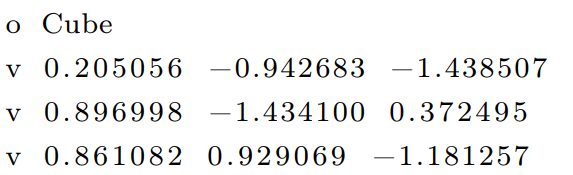 o Cube
v 0.205056 −0.942683 −1.438507
v 0.896998 −1.434100 0.372495
v 0.861082 0.929069 −1.181257